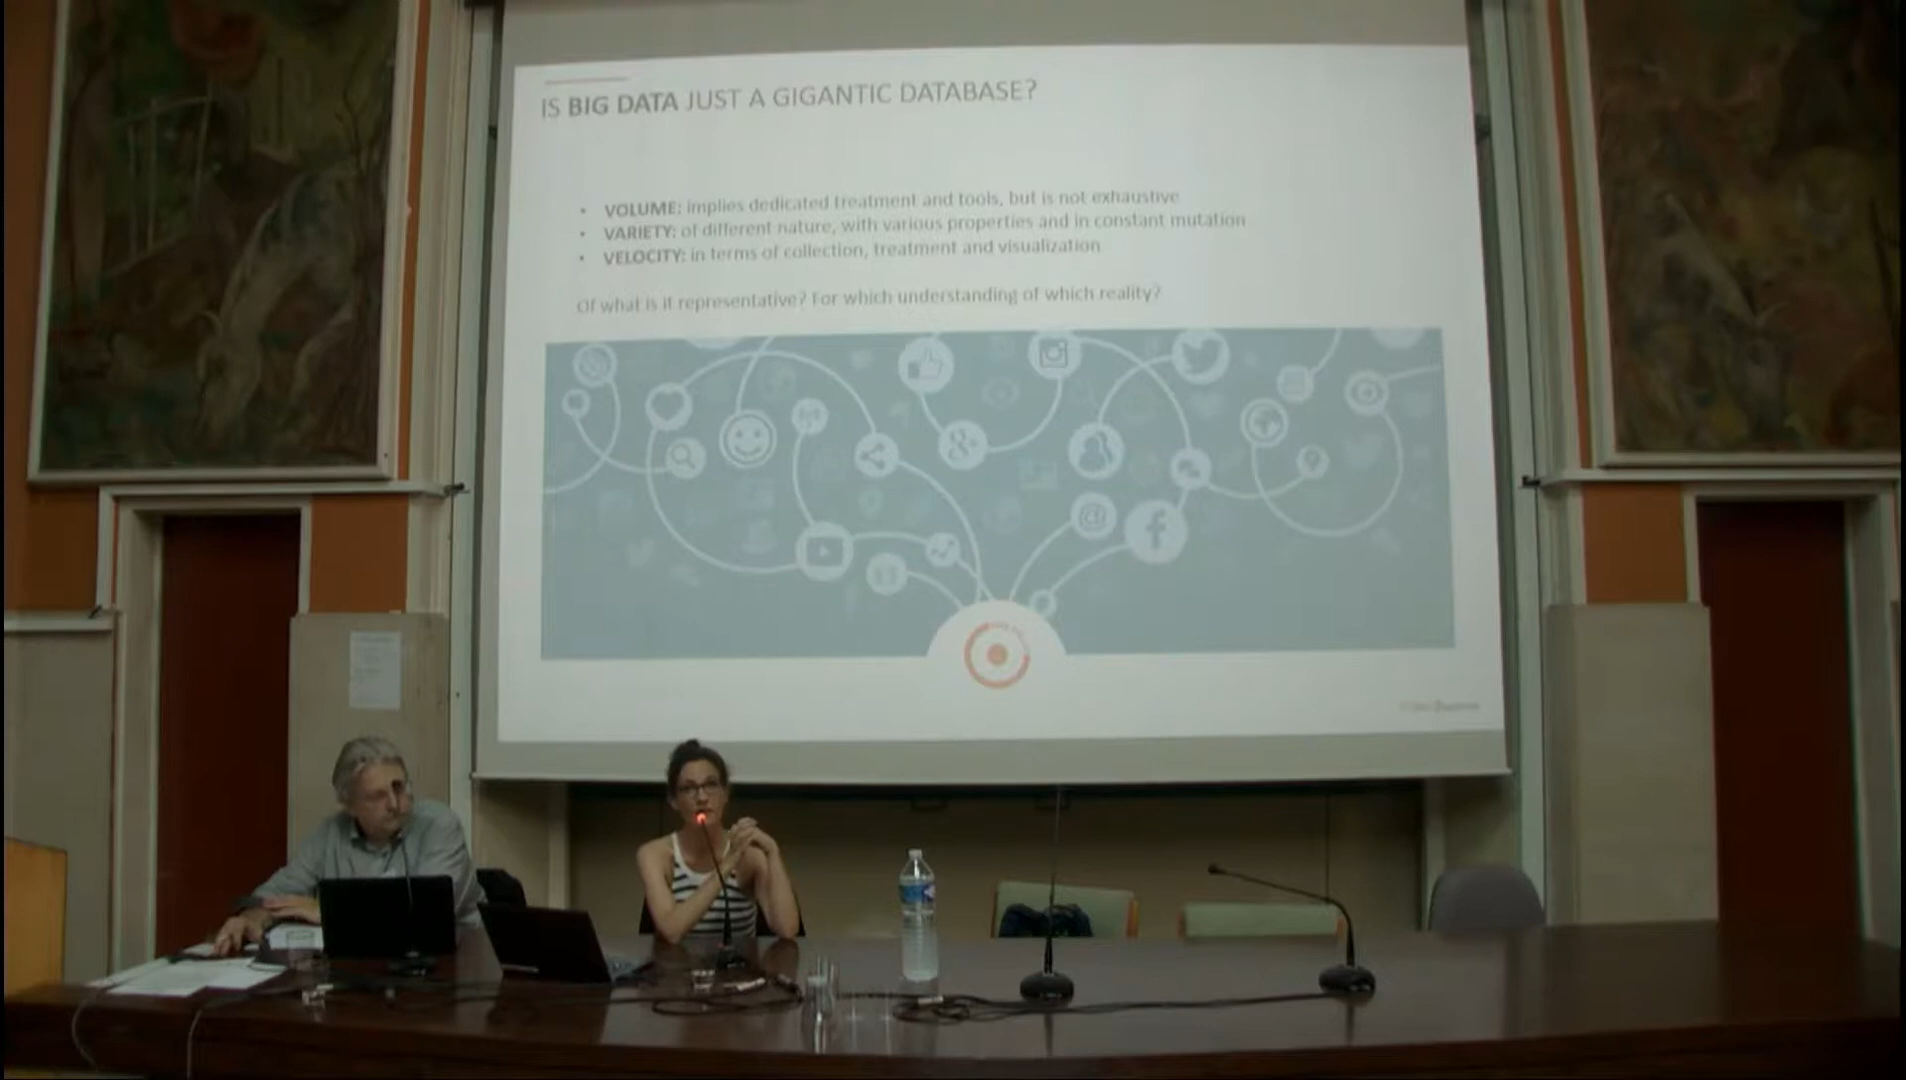 IS BIG DATA JUST A GIGANTIC DATABASE?
• VOLUME: implies dedicated treatment and tools, but is not exhaustive
• VARIETY: of different nature, with various properties and in constant mutation
• VELOCITY: in terms of collection, treatment and visualization
Of what is it representative? For which understanding of which reality?